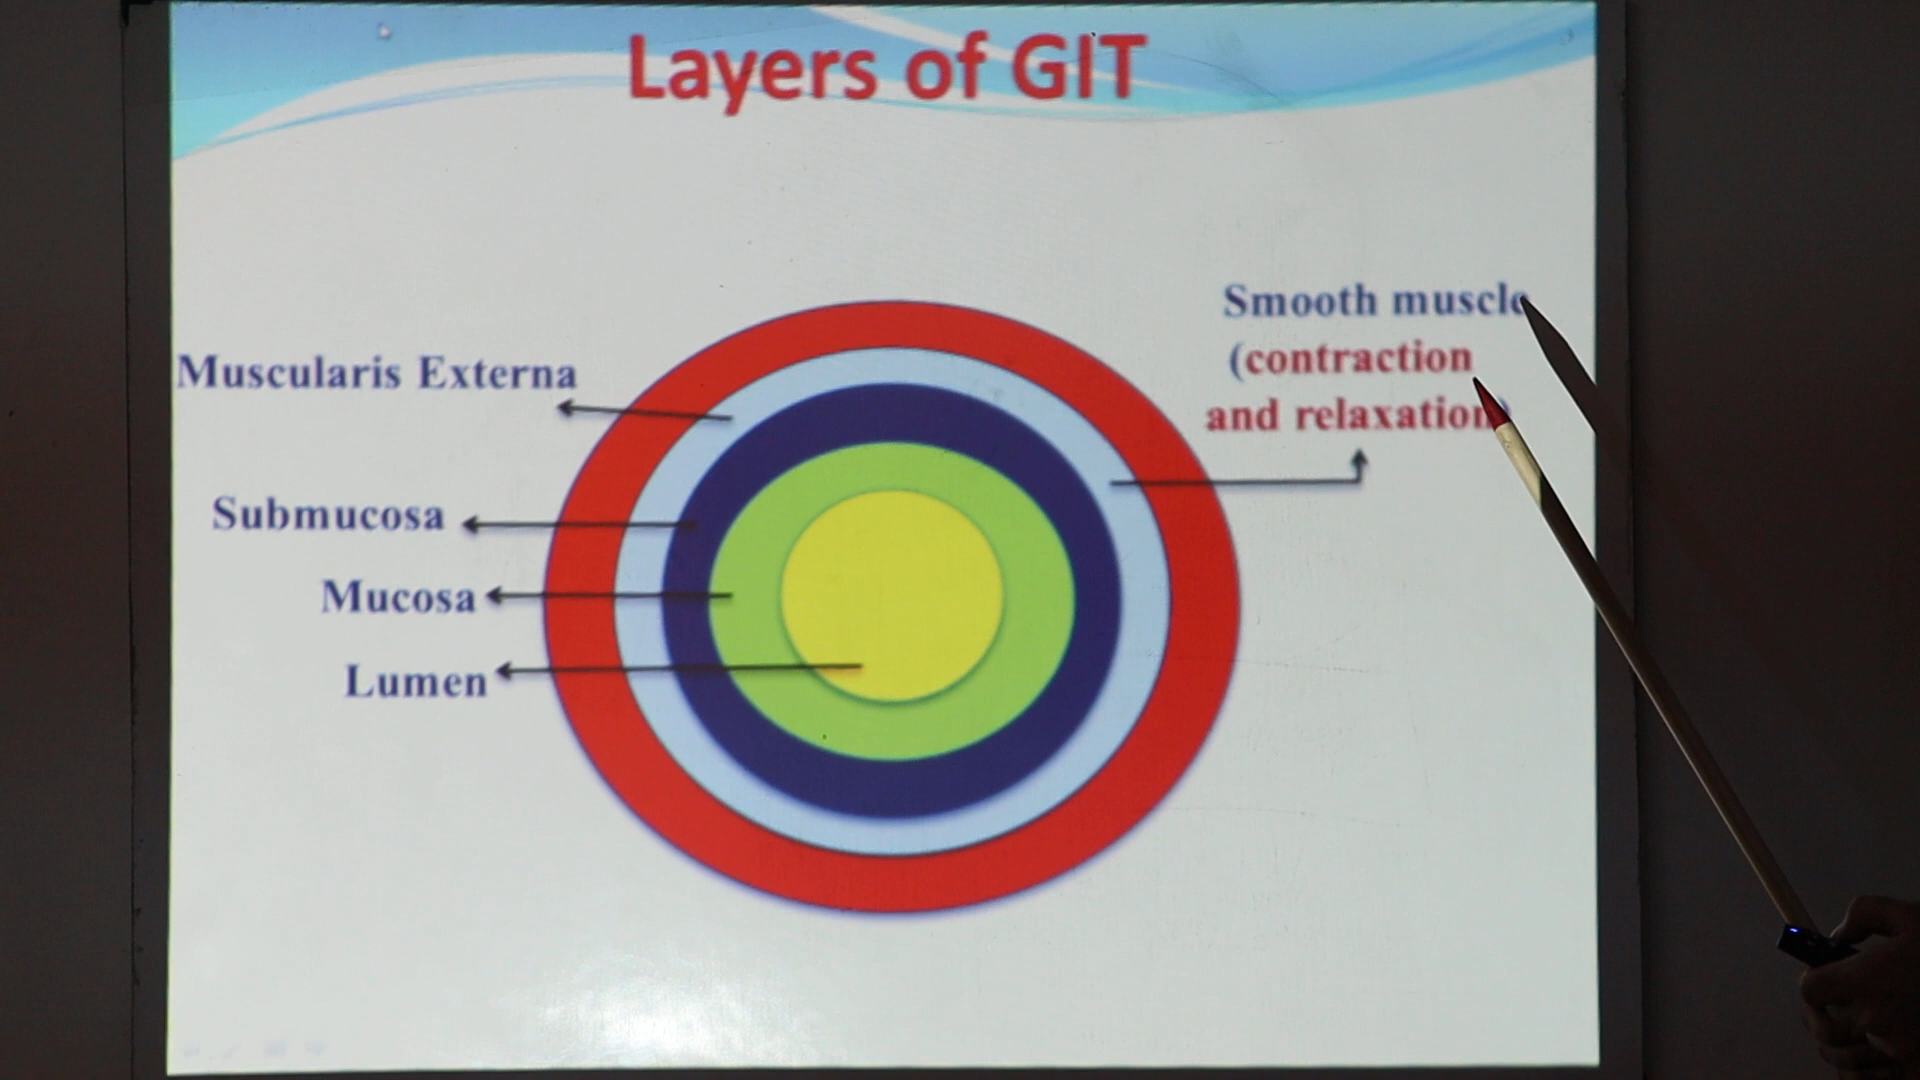 Layers of GIT
Smooth muscle
(contraction
and relaxation)
Muscularis Externa
Submucosa
Mucosa
Lumen